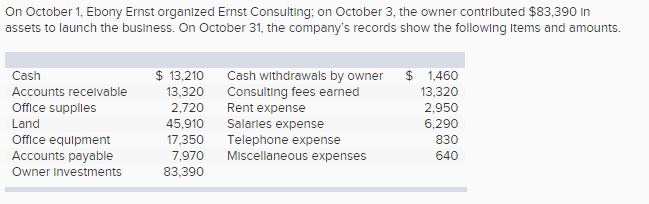 On October 1, Ebony Ernst organized Ernst Consulting; on October 3, the owner contributed $83,390 in
assets to launch the business. On October 31, the company's records show the following items and amounts.
Cash $ 13,210 Cash withdrawals by owner $ 1,460
Accounts receivable 13,320 Consulting fees earned 13,320
Office supplies 2,720 Rent expense 2,950
Land 45,910 Salaries expense 6,290
Office equipment 17,350 Telephone expense 830
Accounts payable 7,970 Miscellaneous expenses 640
Owner investments 83,390